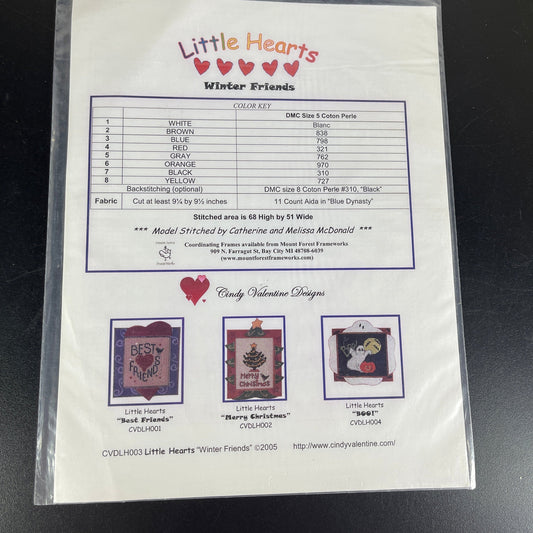 Little Hearts
Winter Friends
COLOR KEY
DMC Size 5 Coton Perle
1 WHITE Blanc
2 BROWN 838
3 BLUE 798
4 RED 321
5 GRAY 762
6 ORANGE 970
7 BLACK 310
8 YELLOW 727
Backstitching (optional) DMC size 8 Coton Perle #310, "Black"
Fabric Cut at least 9¼ by 9½ inches 11 Count Aida in "Blue Dynasty"
Stitched area is 68 High by 51 Wide
*** Model Stitched by Catherine and Melissa McDonald ***
Coordinating Frames available from Mount Forest Frameworks
909 N. Farragut St, Bay City MI 48708-6039
(www.mountforestframeworks.com)
Cindy Valentine Designs
BEST
FRIENDS
Merry
Christmas
Little Hearts
"Best Friends"
CVDLH001
Little Hearts
"Merry Christmas"
CVDLH002
Little Hearts
"BOO!"
CVDLH004
CVDLH003 Little Hearts "Winter Friends" ©2005 http://www.cindyvalentine.com/